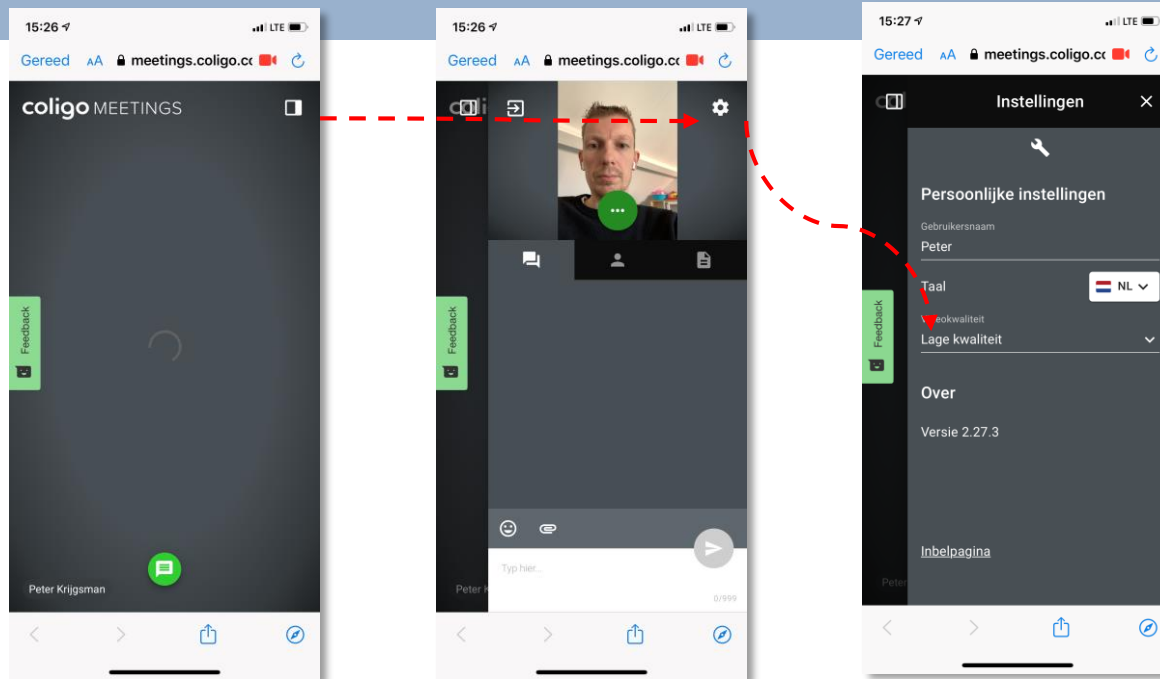 15:26
LTE
Gereed AA meetings.coligo.cc
coligo MEETINGS
Feedback
Peter Krijgsman
15:26
LTE
Gereed AA meetings.coligo.cc
Feedback
Typ hier...
0/999
Peter
15:27
LTE
Gereed AA meetings.coligo.cc
Instellingen
Persoonlijke instellingen
Gebruikersnaam
Peter
Taal
NL
Lage kwaliteit
Feedback
Over
Versie 2.27.3
Inbelpagina
Peter